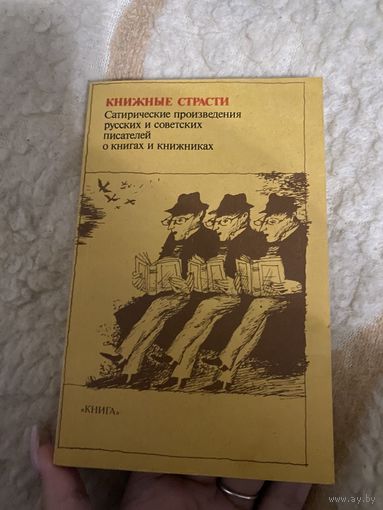 КНИЖНЫЕ СТРАСТИ
Сатирические произведения
русских и советских
писателей
о книгах и книжниках
«КНИГА»
www.ay.by